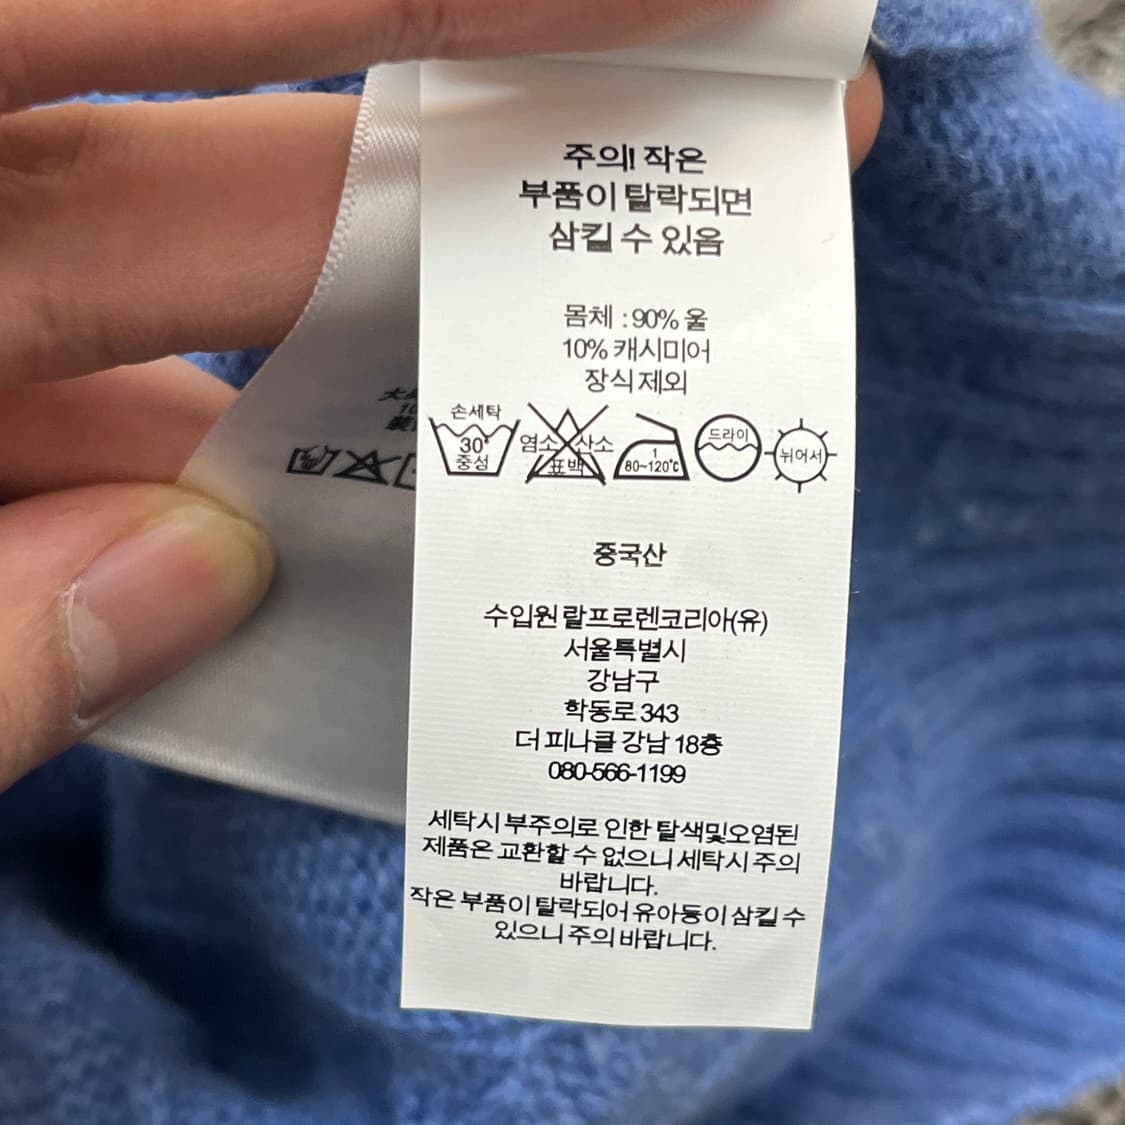 주의! 작은
부품이 탈락되면
삼킬 수 있음
몸체 : 90% 울
10% 캐시미어
장식 제외
손세탁
30°
중성
염소 산소
표백
1
80~120℃
드라이
뉘어서
중국산
수입원 랄프로렌코리아(유)
서울특별시
강남구
학동로 343
더 피나클 강남 18층
080-566-1199
세탁시 부주의로 인한 탈색및오염된
제품은 교환할 수 없으니 세탁시 주의
바랍니다.
작은 부품이 탈락되어 유아등이 삼킬 수
있으니 주의 바랍니다.